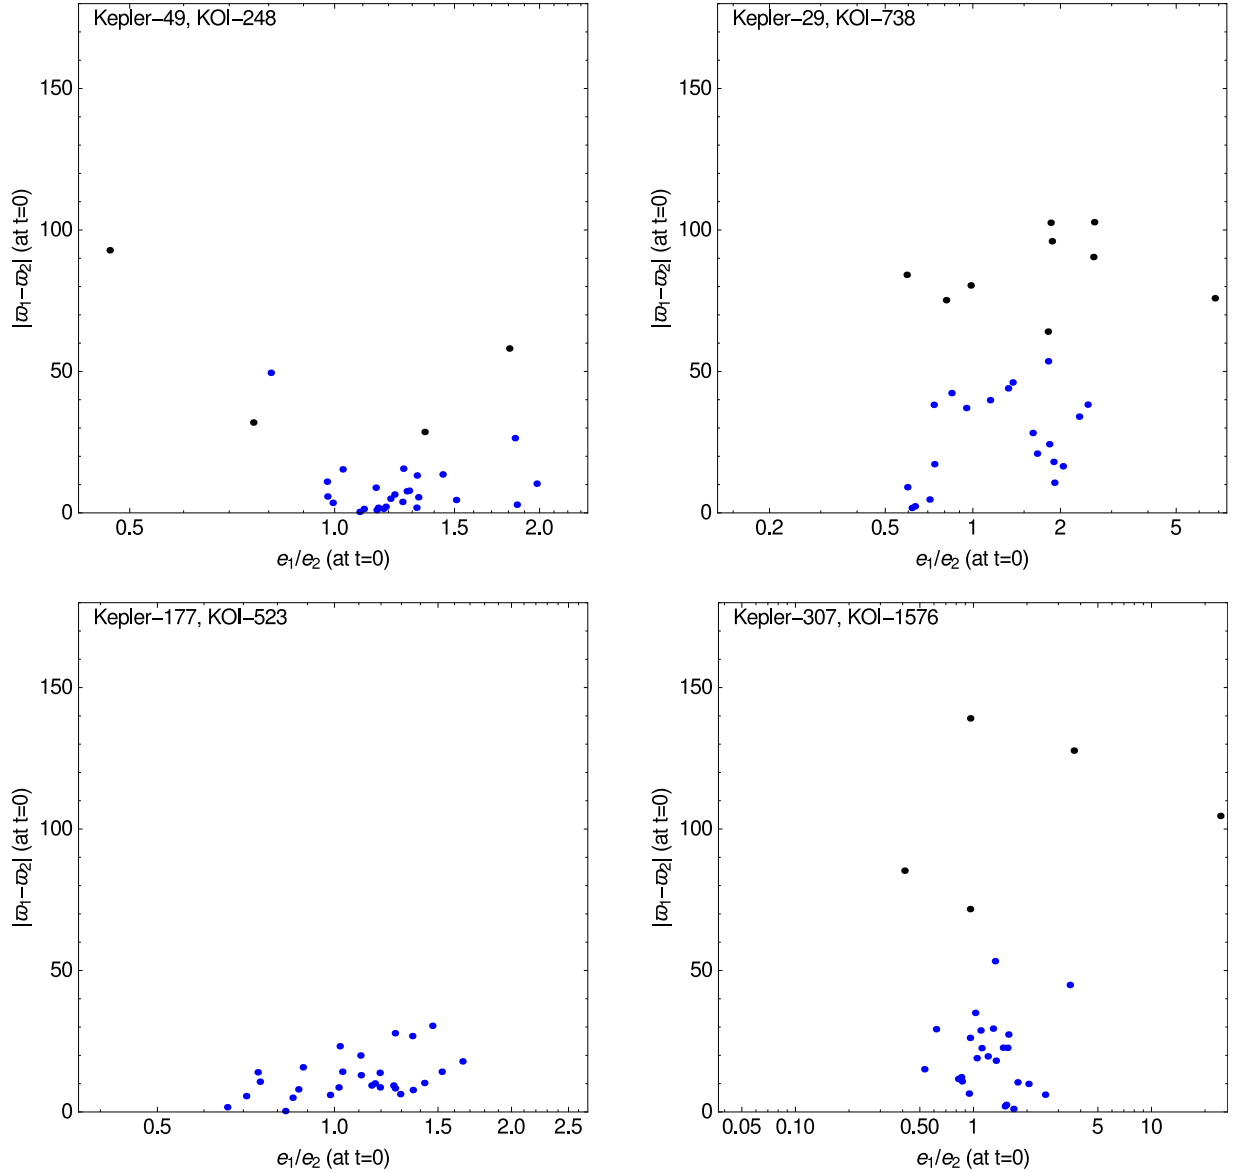 Kepler−49, KOI−248
150
100
50
0
|ϖ1−ϖ2| (at t=0)
0.5 1.0 1.5 2.0
e1/e2 (at t=0)
Kepler−29, KOI−738
150
100
50
0
|ϖ1−ϖ2| (at t=0)
0.2 0.5 1 2 5
e1/e2 (at t=0)
Kepler−177, KOI−523
150
100
50
0
|ϖ1−ϖ2| (at t=0)
0.5 1.0 1.5 2.0 2.5
e1/e2 (at t=0)
Kepler−307, KOI−1576
150
100
50
0
|ϖ1−ϖ2| (at t=0)
0.05 0.10 0.50 1 5 10
e1/e2 (at t=0)